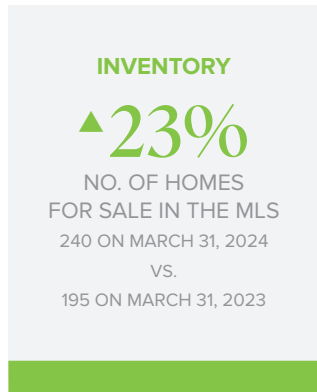 INVENTORY
▲23%
NO. OF HOMES
FOR SALE IN THE MLS
240 ON MARCH 31, 2024
VS.
195 ON MARCH 31, 2023